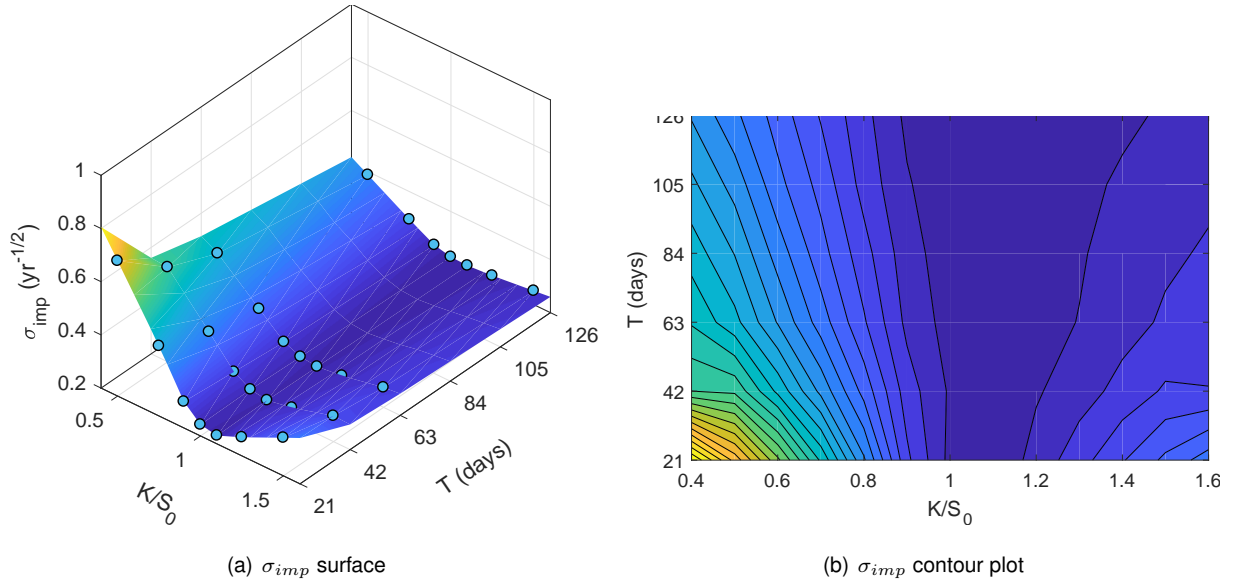 1
0.8
0.6
0.4
0.2
σ_imp (yr^-1/2)
0.5
1
1.5
K/S_0
21
42
63
84
105
126
T (days)
(a) σ_imp surface
126
105
84
63
42
21
T (days)
0.4 0.6 0.8 1 1.2 1.4 1.6
K/S_0
(b) σ_imp contour plot